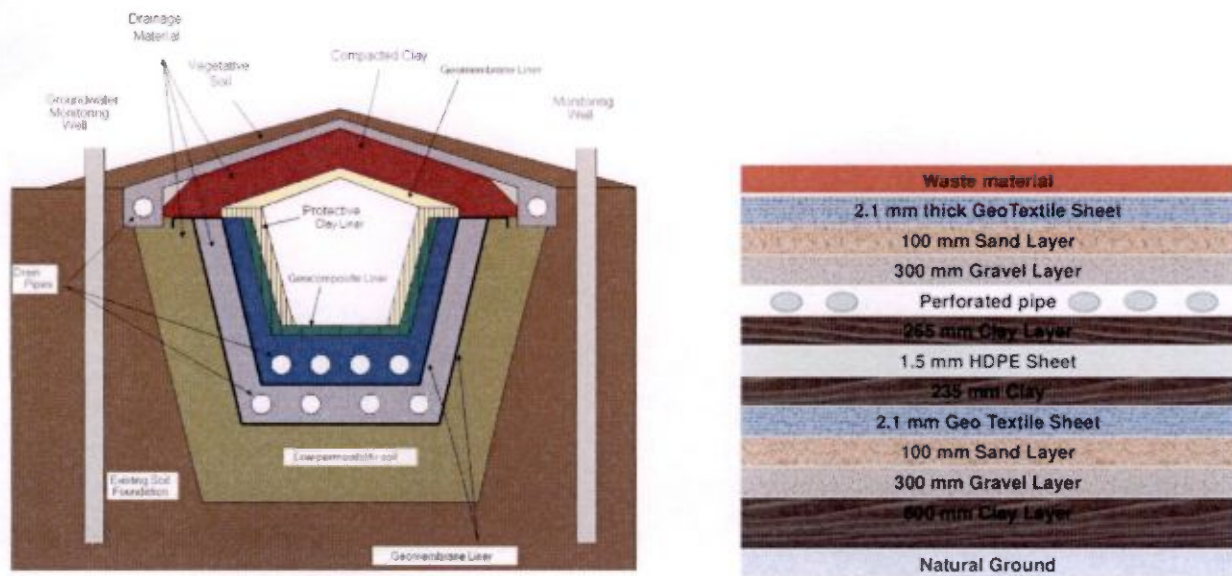 Drainage
Material
Vegetative
Soil
Compacted Clay
Geomembrane Liner
Groundwater
Monitoring
Well
Monitoring
Well
Protective
Clay Liner
Geocomposite Liner
Drain
Pipes
Low-permeability soil
Existing Soil
Foundation
Geomembrane Liner
Waste material
2.1 mm thick GeoTextile Sheet
100 mm Sand Layer
300 mm Gravel Layer
Perforated pipe
265 mm Clay Layer
1.5 mm HDPE Sheet
235 mm Clay
2.1 mm Geo Textile Sheet
100 mm Sand Layer
300 mm Gravel Layer
600 mm Clay Layer
Natural Ground